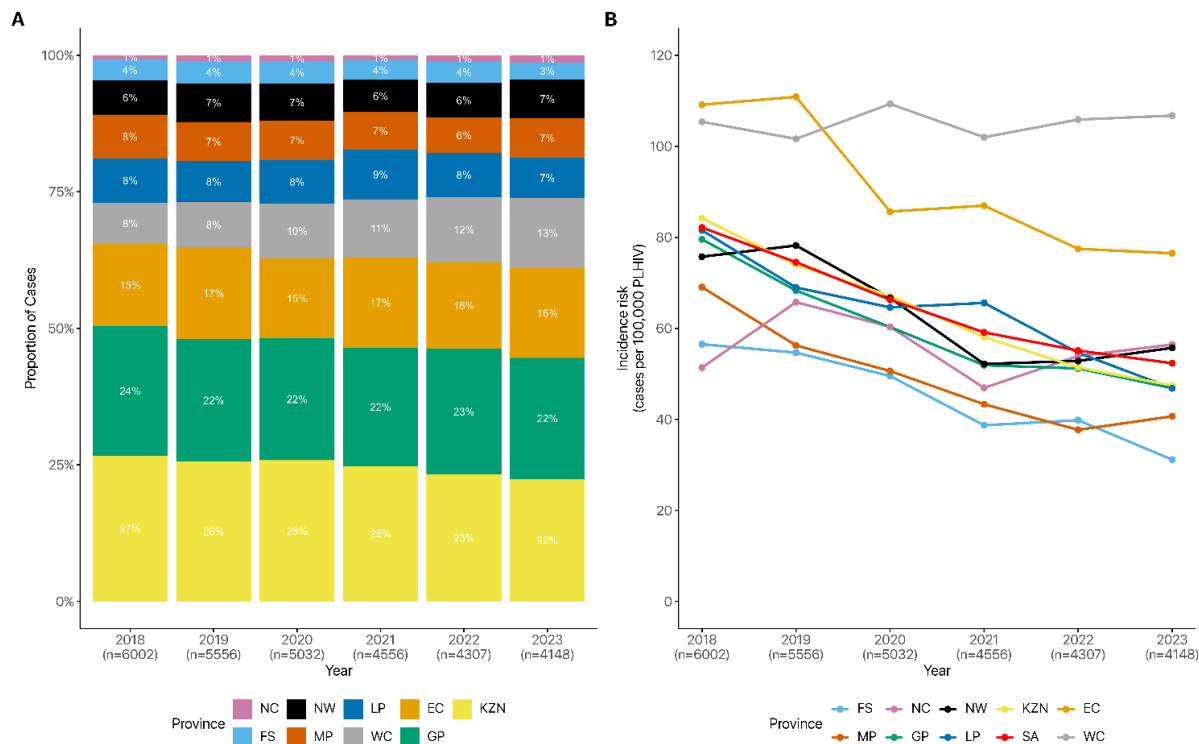 A
Proportion of Cases
100%
75%
50%
25%
0%
1% 1% 1% 1% 1% 1%
4% 4% 4% 4% 4% 3%
6% 7% 7% 6% 6% 7%
8% 7% 7% 7% 6% 7%
8% 8% 8% 9% 8% 7%
8% 8% 10% 11% 12% 13%
15% 17% 15% 17% 16% 16%
24% 22% 22% 22% 23% 22%
27% 26% 26% 25% 23% 22%
2018 2019 2020 2021 2022 2023
(n=6002) (n=5556) (n=5032) (n=4556) (n=4307) (n=4148)
Year
Province
NC NW LP EC KZN
FS MP WC GP
B
Incidence risk
(cases per 100,000 PLHIV)
120
100
80
60
40
20
0
2018 2019 2020 2021 2022 2023
(n=6002) (n=5556) (n=5032) (n=4556) (n=4307) (n=4148)
Year
Province
FS NC NW KZN EC
MP GP LP SA WC